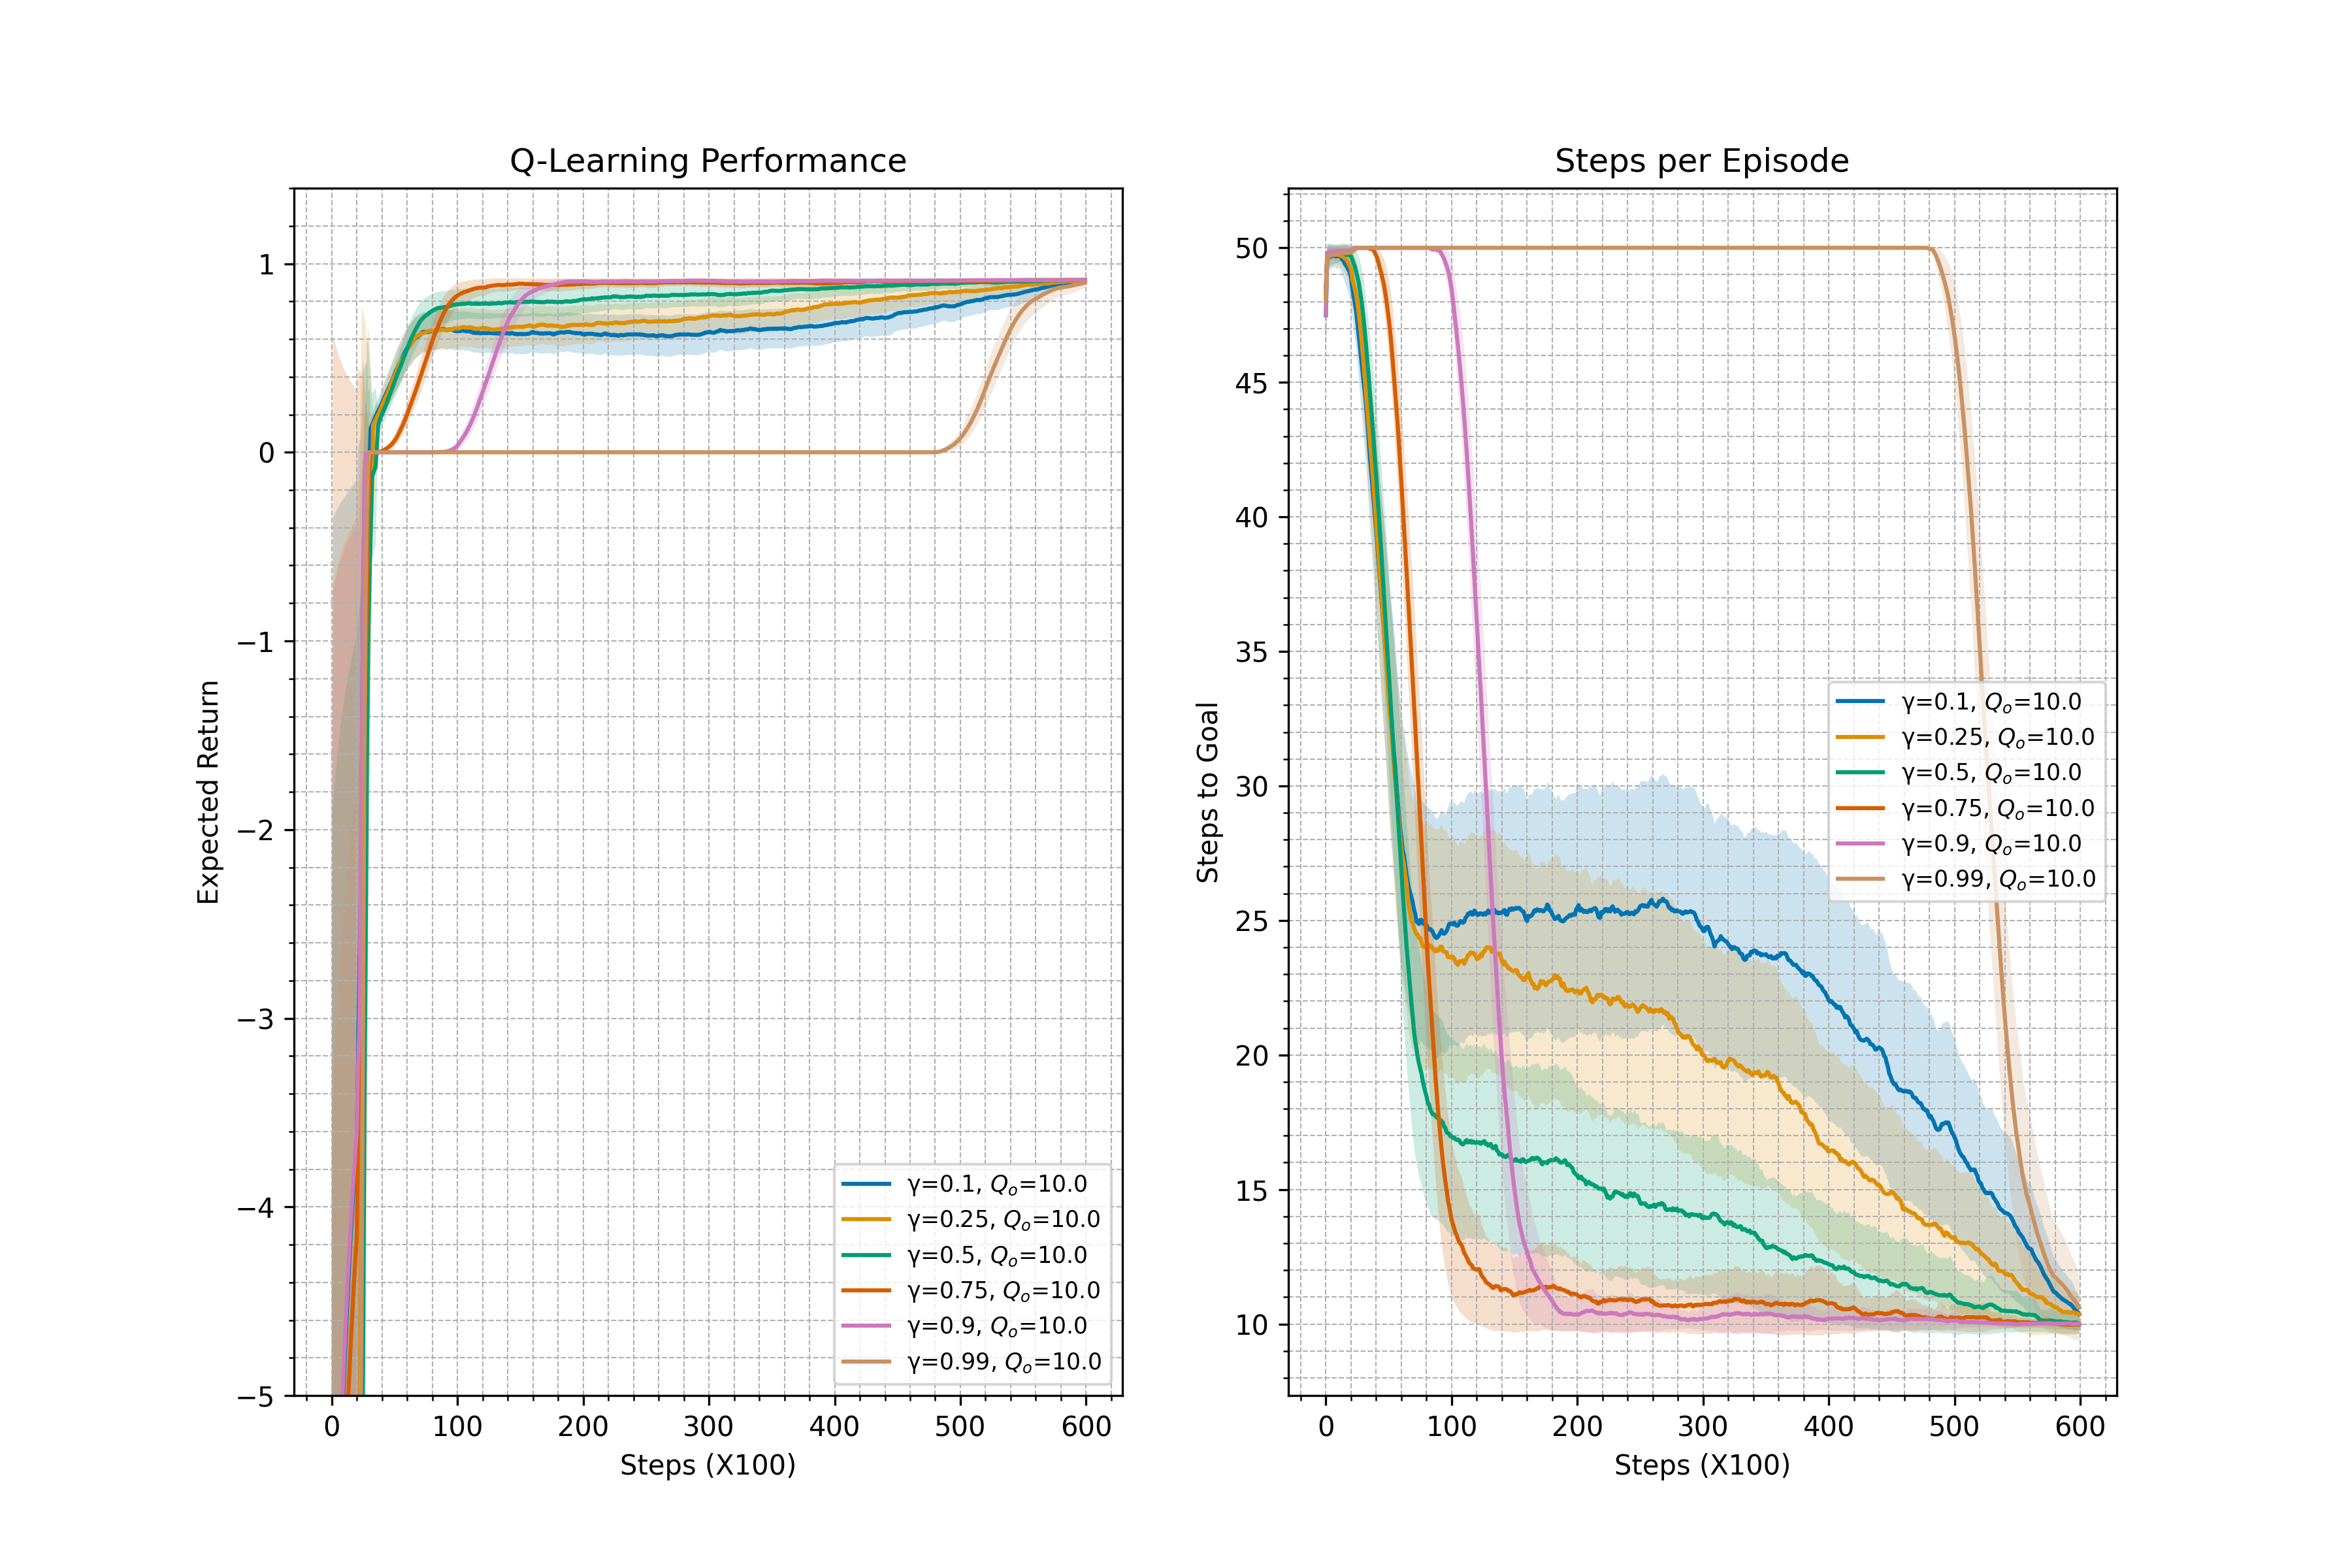 Q-Learning Performance
Expected Return
1
0
−1
−2
−3
−4
−5
0 100 200 300 400 500 600
Steps (X100)
γ=0.1, Qₒ=10.0
γ=0.25, Qₒ=10.0
γ=0.5, Qₒ=10.0
γ=0.75, Qₒ=10.0
γ=0.9, Qₒ=10.0
γ=0.99, Qₒ=10.0
Steps per Episode
Steps to Goal
50
45
40
35
30
25
20
15
10
0 100 200 300 400 500 600
Steps (X100)
γ=0.1, Qₒ=10.0
γ=0.25, Qₒ=10.0
γ=0.5, Qₒ=10.0
γ=0.75, Qₒ=10.0
γ=0.9, Qₒ=10.0
γ=0.99, Qₒ=10.0